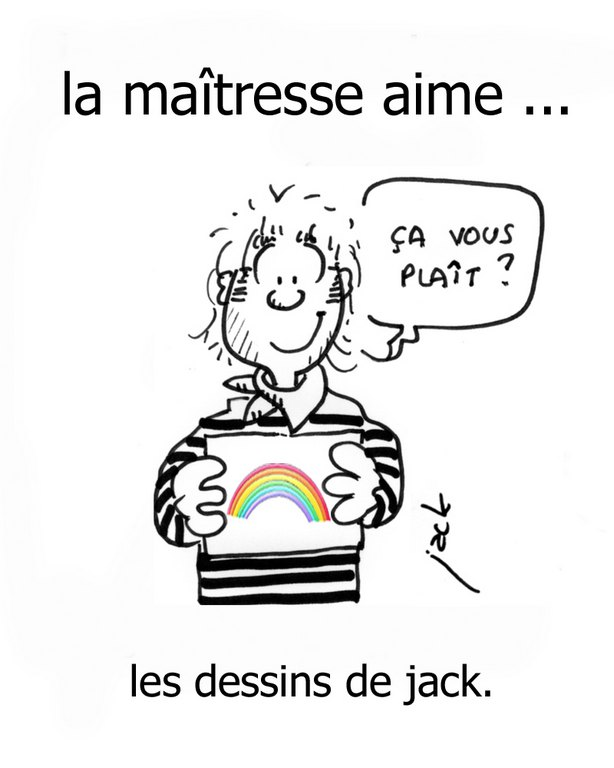 la maîtresse aime ...
ÇA VOUS
PLAÎT ?
jack
les dessins de jack.